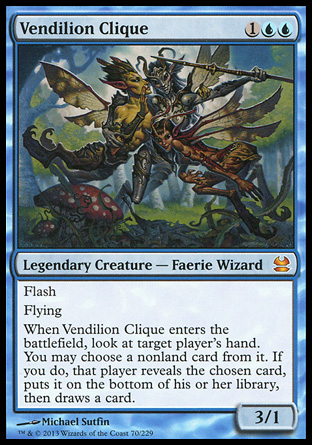 Vendilion Clique 1
Legendary Creature — Faerie Wizard
Flash
Flying
When Vendilion Clique enters the
battlefield, look at target player's hand.
You may choose a nonland card from it. If
you do, that player reveals the chosen card,
puts it on the bottom of his or her library,
then draws a card.
Michael Sutfin
™ & © 2013 Wizards of the Coast 70/229
3/1